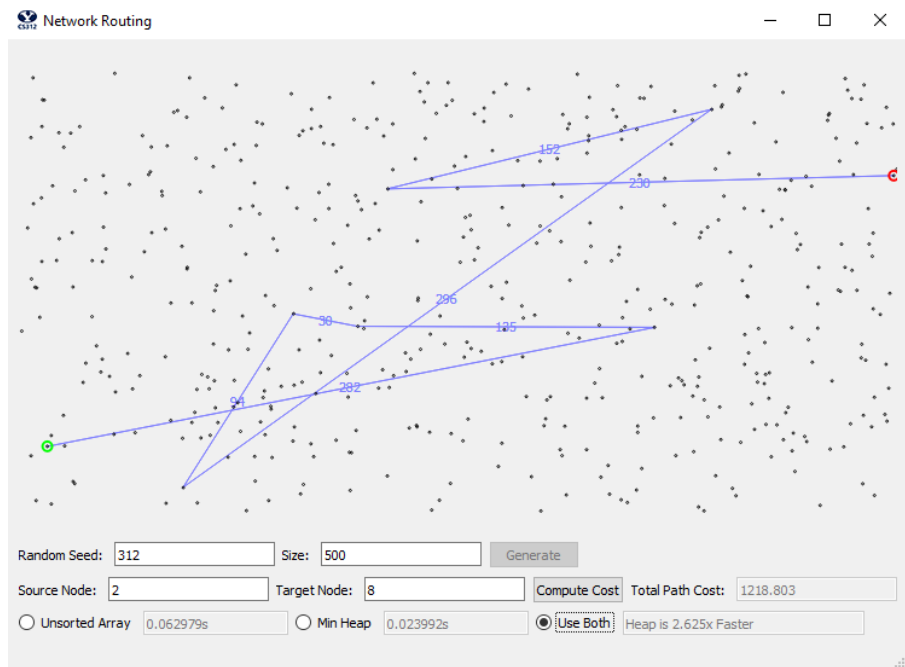 CS312 Network Routing
152
230
296
30
135
282
94
Random Seed: 312 Size: 500 Generate
Source Node: 2 Target Node: 8 Compute Cost Total Path Cost: 1218.803
Unsorted Array 0.062979s Min Heap 0.023992s Use Both Heap is 2.625x Faster